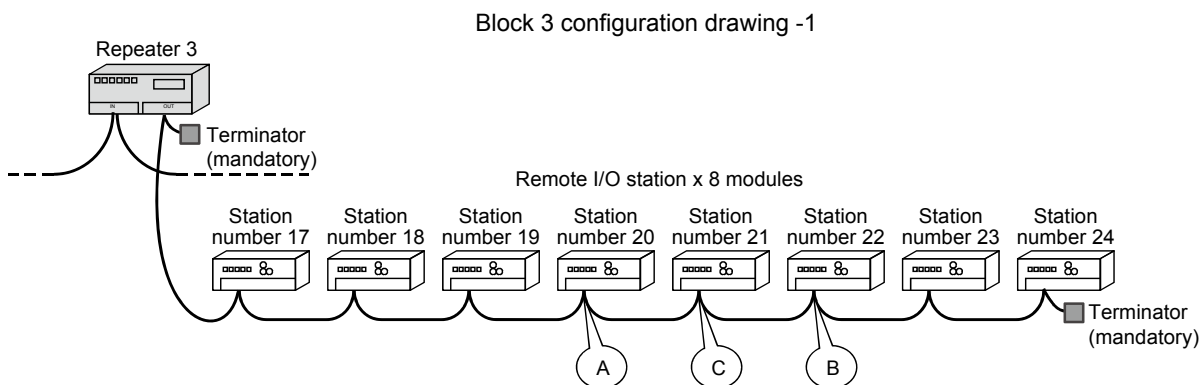 Block 3 configuration drawing -1
Repeater 3
IN
OUT
Terminator
(mandatory)
Remote I/O station x 8 modules
Station
number 17
Station
number 18
Station
number 19
Station
number 20
Station
number 21
Station
number 22
Station
number 23
Station
number 24
Terminator
(mandatory)
A
C
B